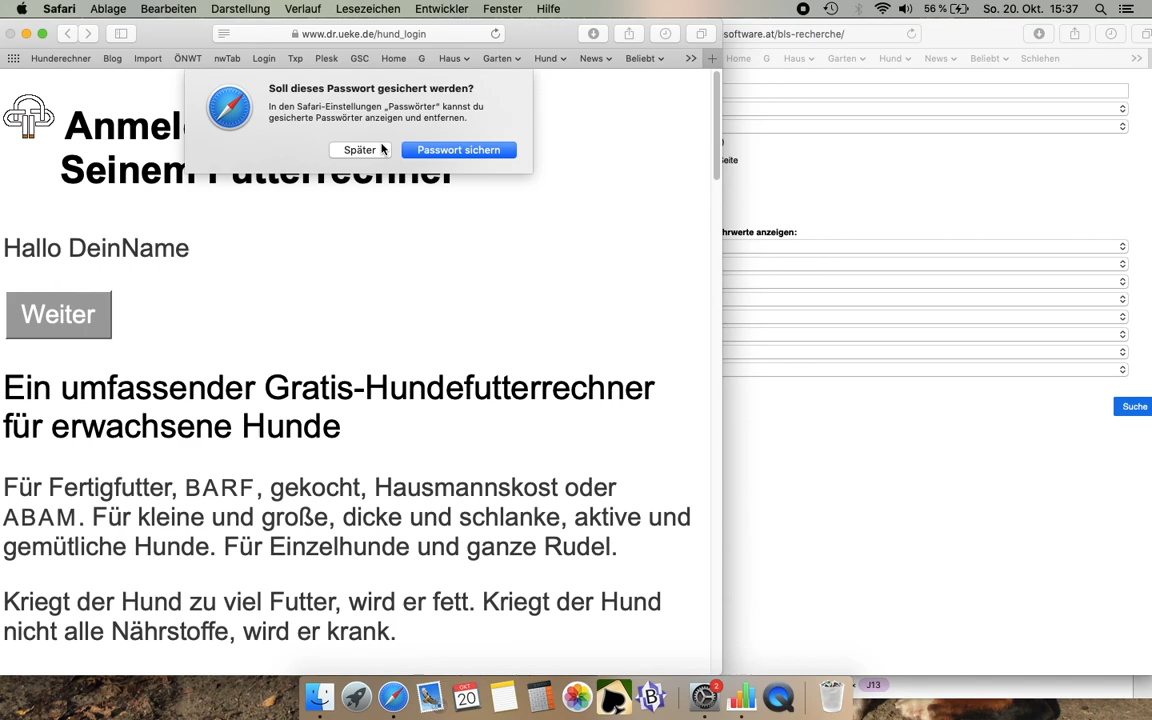 Safari Ablage Bearbeiten Darstellung Verlauf Lesezeichen Entwickler Fenster Hilfe 56 % So. 20. Okt. 15:37
www.dr.ueke.de/hund_login
software.at/bls-recherche/
Hunderechner Blog Import ÖNWT nwTab Login Txp Plesk GSC Home G Haus Garten Hund News Beliebt >> +
Home G Haus Garten Hund News Beliebt Schlehen >>
Soll dieses Passwort gesichert werden?
In den Safari-Einstellungen „Passwörter“ kannst du
gesicherte Passwörter anzeigen und entfernen.
Später Passwort sichern
Hallo DeinName
Weiter
Ein umfassender Gratis-Hundefutterrechner
für erwachsene Hunde
Für Fertigfutter, BARF, gekocht, Hausmannskost oder
ABAM. Für kleine und große, dicke und schlanke, aktive und
gemütliche Hunde. Für Einzelhunde und ganze Rudel.
Kriegt der Hund zu viel Futter, wird er fett. Kriegt der Hund
nicht alle Nährstoffe, wird er krank.
eite
hrwerte anzeigen:
Suche
OKT
20
2
J13